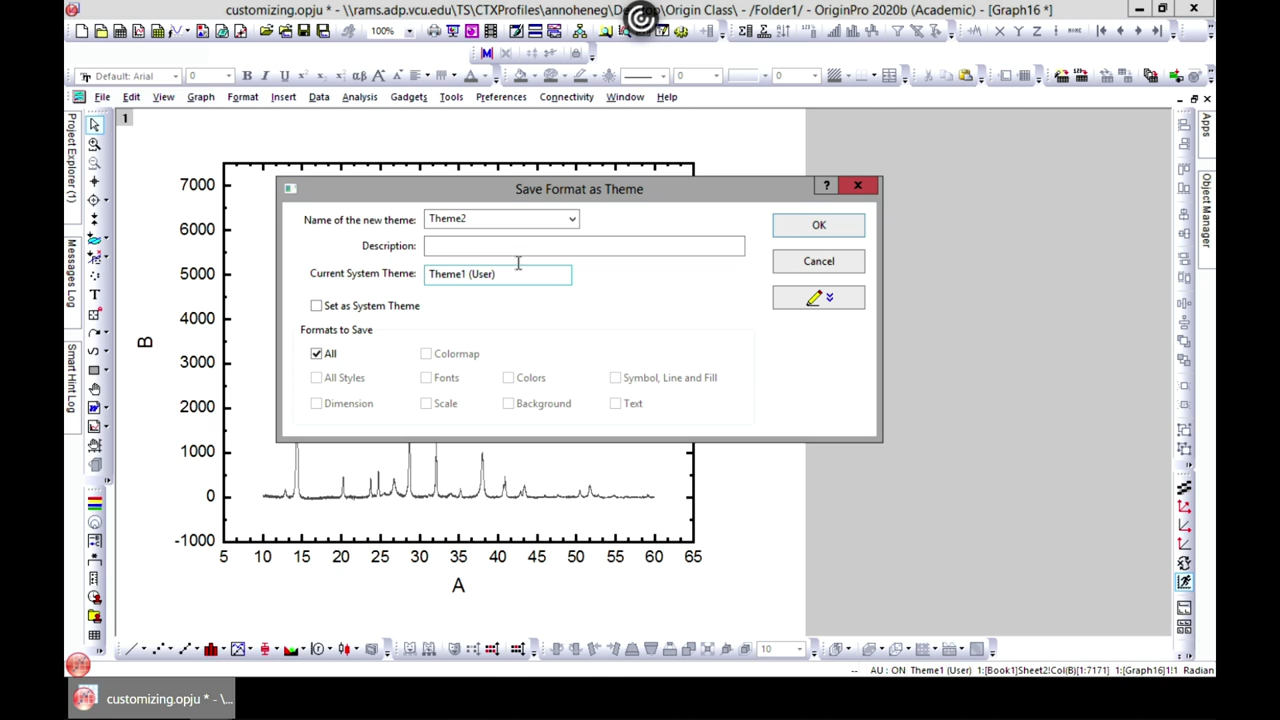 customizing.opju * - \\rams.adp.vcu.edu\TS\CTXProfiles\annoheneg\Desktop\Origin Class\ - /Folder1/ - OriginPro 2020b (Academic) - [Graph16 *]
100%
Default: Arial
0
B I U
αβ A A
A
0
0
File Edit View Graph Format Insert Data Analysis Gadgets Tools Preferences Connectivity Window Help
1
Project Explorer (1)
Messages Log
Smart Hint Log
Apps
Object Manager
Save Format as Theme
?
Name of the new theme: Theme2
OK
Description:
Cancel
Current System Theme: Theme1 (User)
Set as System Theme
Formats to Save
All
Colormap
All Styles
Fonts
Colors
Symbol, Line and Fill
Dimension
Scale
Background
Text
7000
6000
5000
4000
3000
2000
1000
0
-1000
B
5 10 15 20 25 30 35 40 45 50 55 60 65
A
10
-- AU : ON Theme1 (User) 1:[Book1]Sheet2!Col(B)[1:7171] 1:[Graph16]1!1 Radian
customizing.opju * - \...